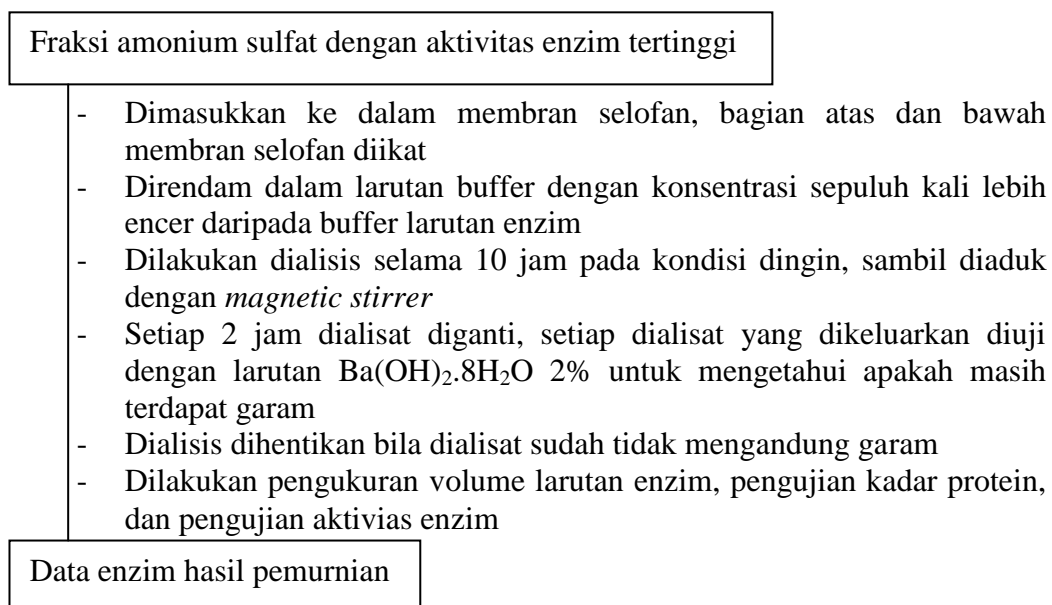 Fraksi amonium sulfat dengan aktivitas enzim tertinggi
- Dimasukkan ke dalam membran selofan, bagian atas dan bawah
membran selofan diikat
- Direndam dalam larutan buffer dengan konsentrasi sepuluh kali lebih
encer daripada buffer larutan enzim
- Dilakukan dialisis selama 10 jam pada kondisi dingin, sambil diaduk
dengan magnetic stirrer
- Setiap 2 jam dialisat diganti, setiap dialisat yang dikeluarkan diuji
dengan larutan Ba(OH)₂.8H₂O 2% untuk mengetahui apakah masih
terdapat garam
- Dialisis dihentikan bila dialisat sudah tidak mengandung garam
- Dilakukan pengukuran volume larutan enzim, pengujian kadar protein,
dan pengujian aktivias enzim
Data enzim hasil pemurnian